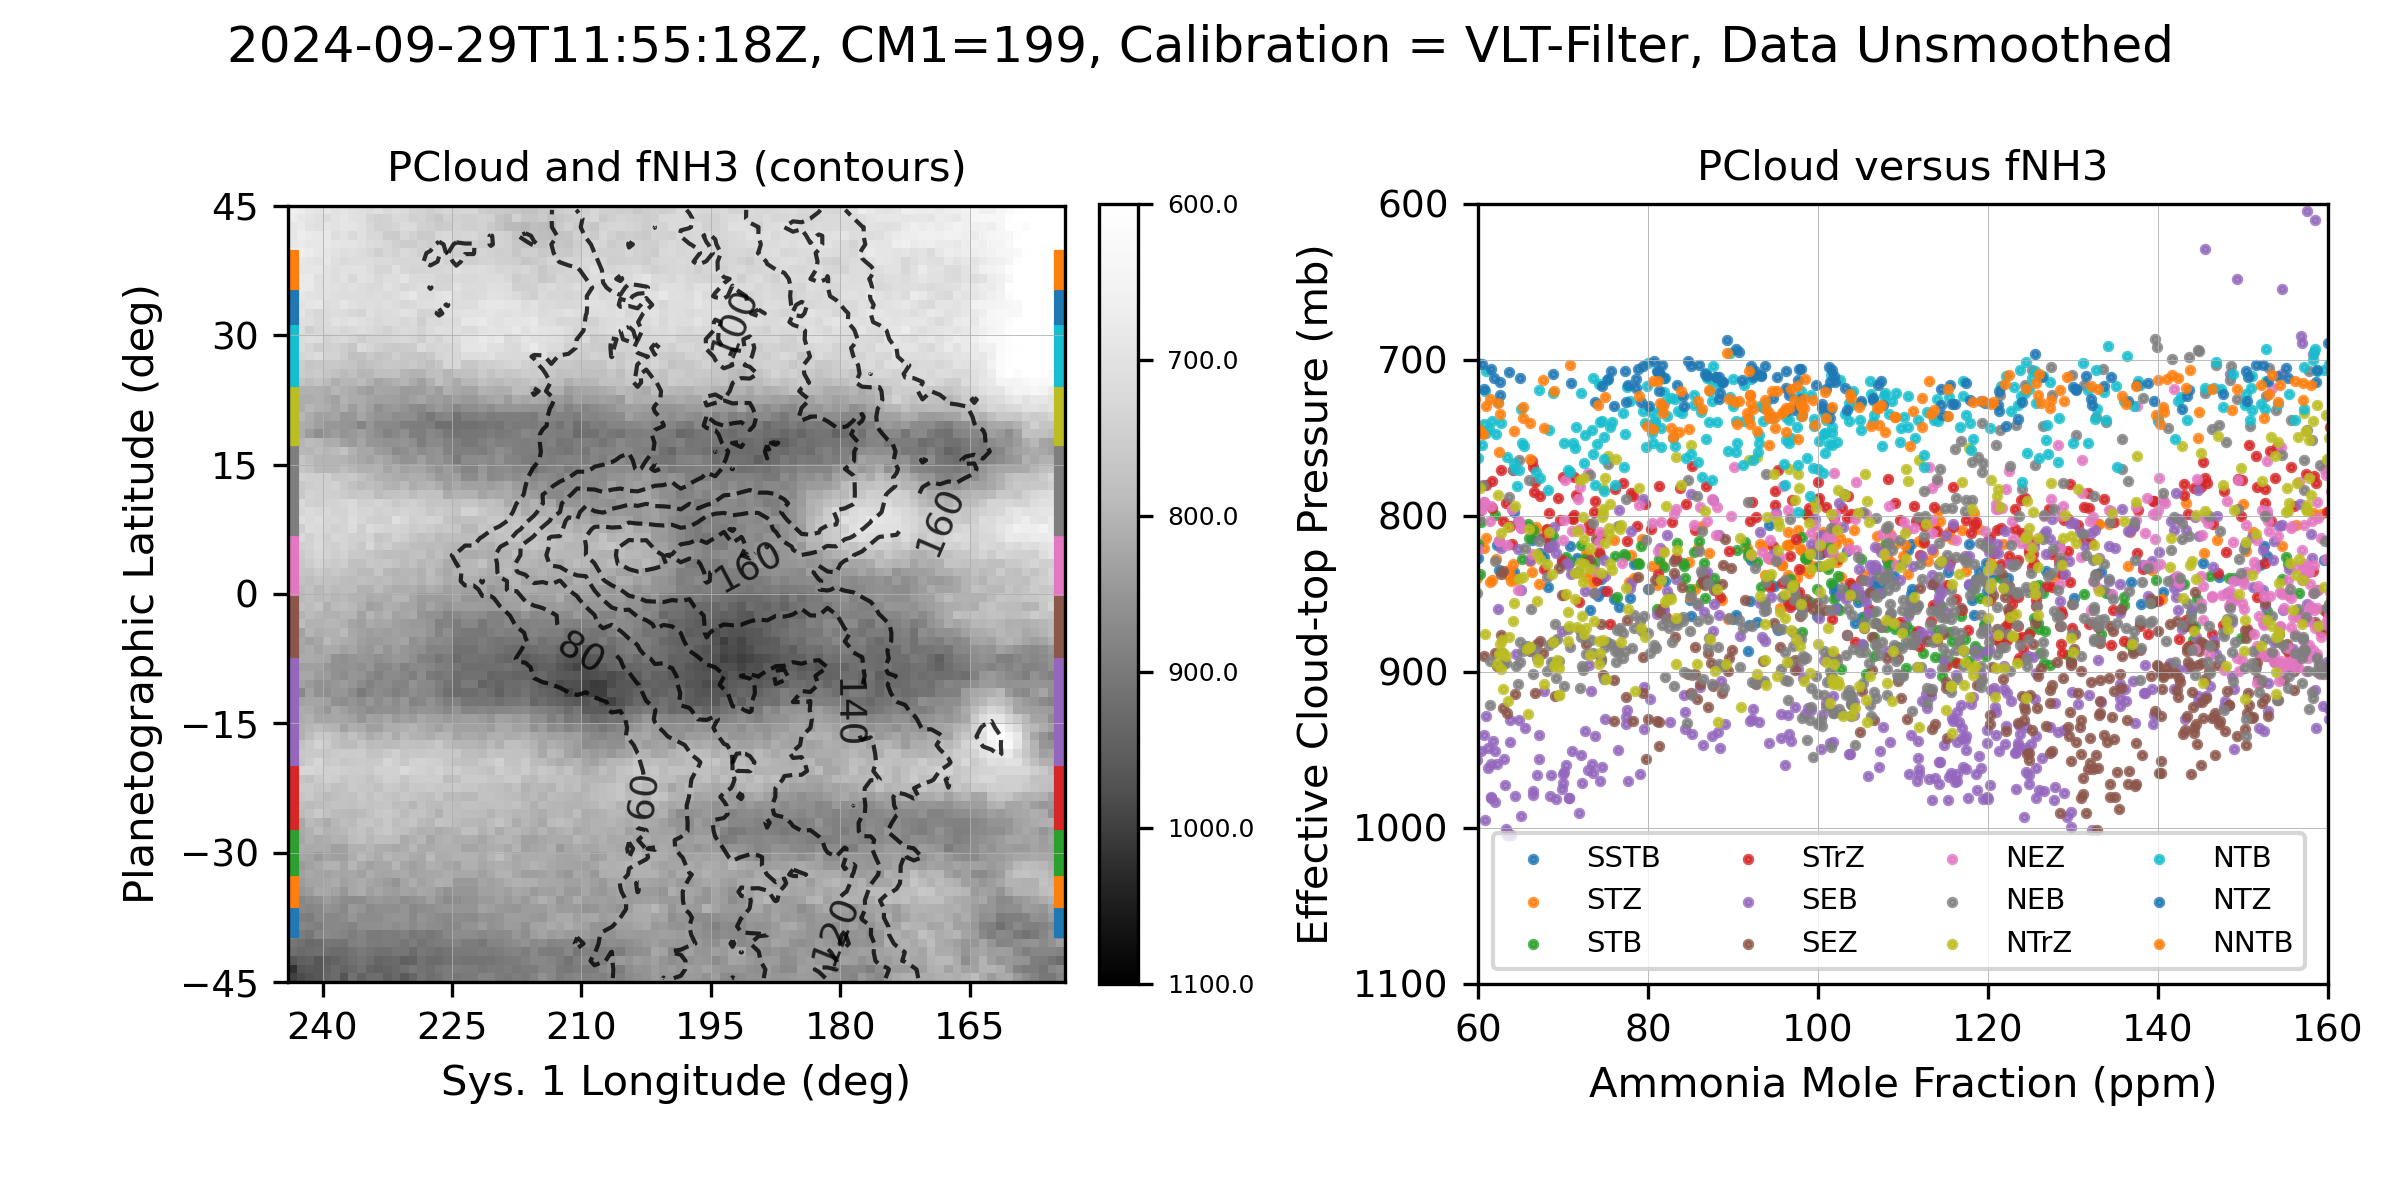 2024-09-29T11:55:18Z, CM1=199, Calibration = VLT-Filter, Data Unsmoothed
PCloud and fNH3 (contours)
Planetographic Latitude (deg)
45
30
15
0
−15
−30
−45
240 225 210 195 180 165
Sys. 1 Longitude (deg)
100
160
160
80
140
60
120
600.0
700.0
800.0
900.0
1000.0
1100.0
PCloud versus fNH3
Effective Cloud-top Pressure (mb)
600
700
800
900
1000
1100
SSTB STrZ NEZ NTB
STZ SEB NEB NTZ
STB SEZ NTrZ NNTB
60 80 100 120 140 160
Ammonia Mole Fraction (ppm)